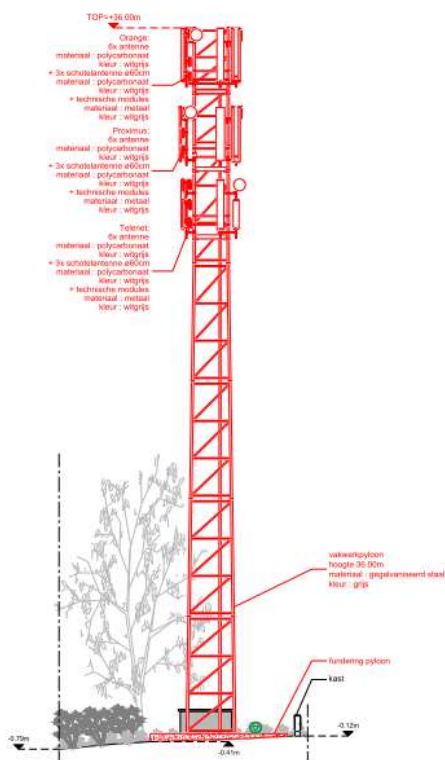 TOP=+36.00m
Orange:
6x antenne
materiaal : polycarbonaat
kleur : witgrijs
+ 3x schotelantenne ø60cm
materiaal : polycarbonaat
kleur : witgrijs
+ technische modules
materiaal : metaal
kleur : witgrijs
Proximus:
6x antenne
materiaal : polycarbonaat
kleur : witgrijs
+ 3x schotelantenne ø60cm
materiaal : polycarbonaat
kleur : witgrijs
+ technische modules
materiaal : metaal
kleur : witgrijs
Telenet:
6x antenne
materiaal : polycarbonaat
kleur : witgrijs
+ 3x schotelantenne ø60cm
materiaal : polycarbonaat
kleur : witgrijs
+ technische modules
materiaal : metaal
kleur : witgrijs
vakwerkpyloon
hoogte 36.00m
materiaal : gegalvaniseerd staal
kleur : grijs
fundering pyloon
kast
-0.79m
-0.12m
-0.41m